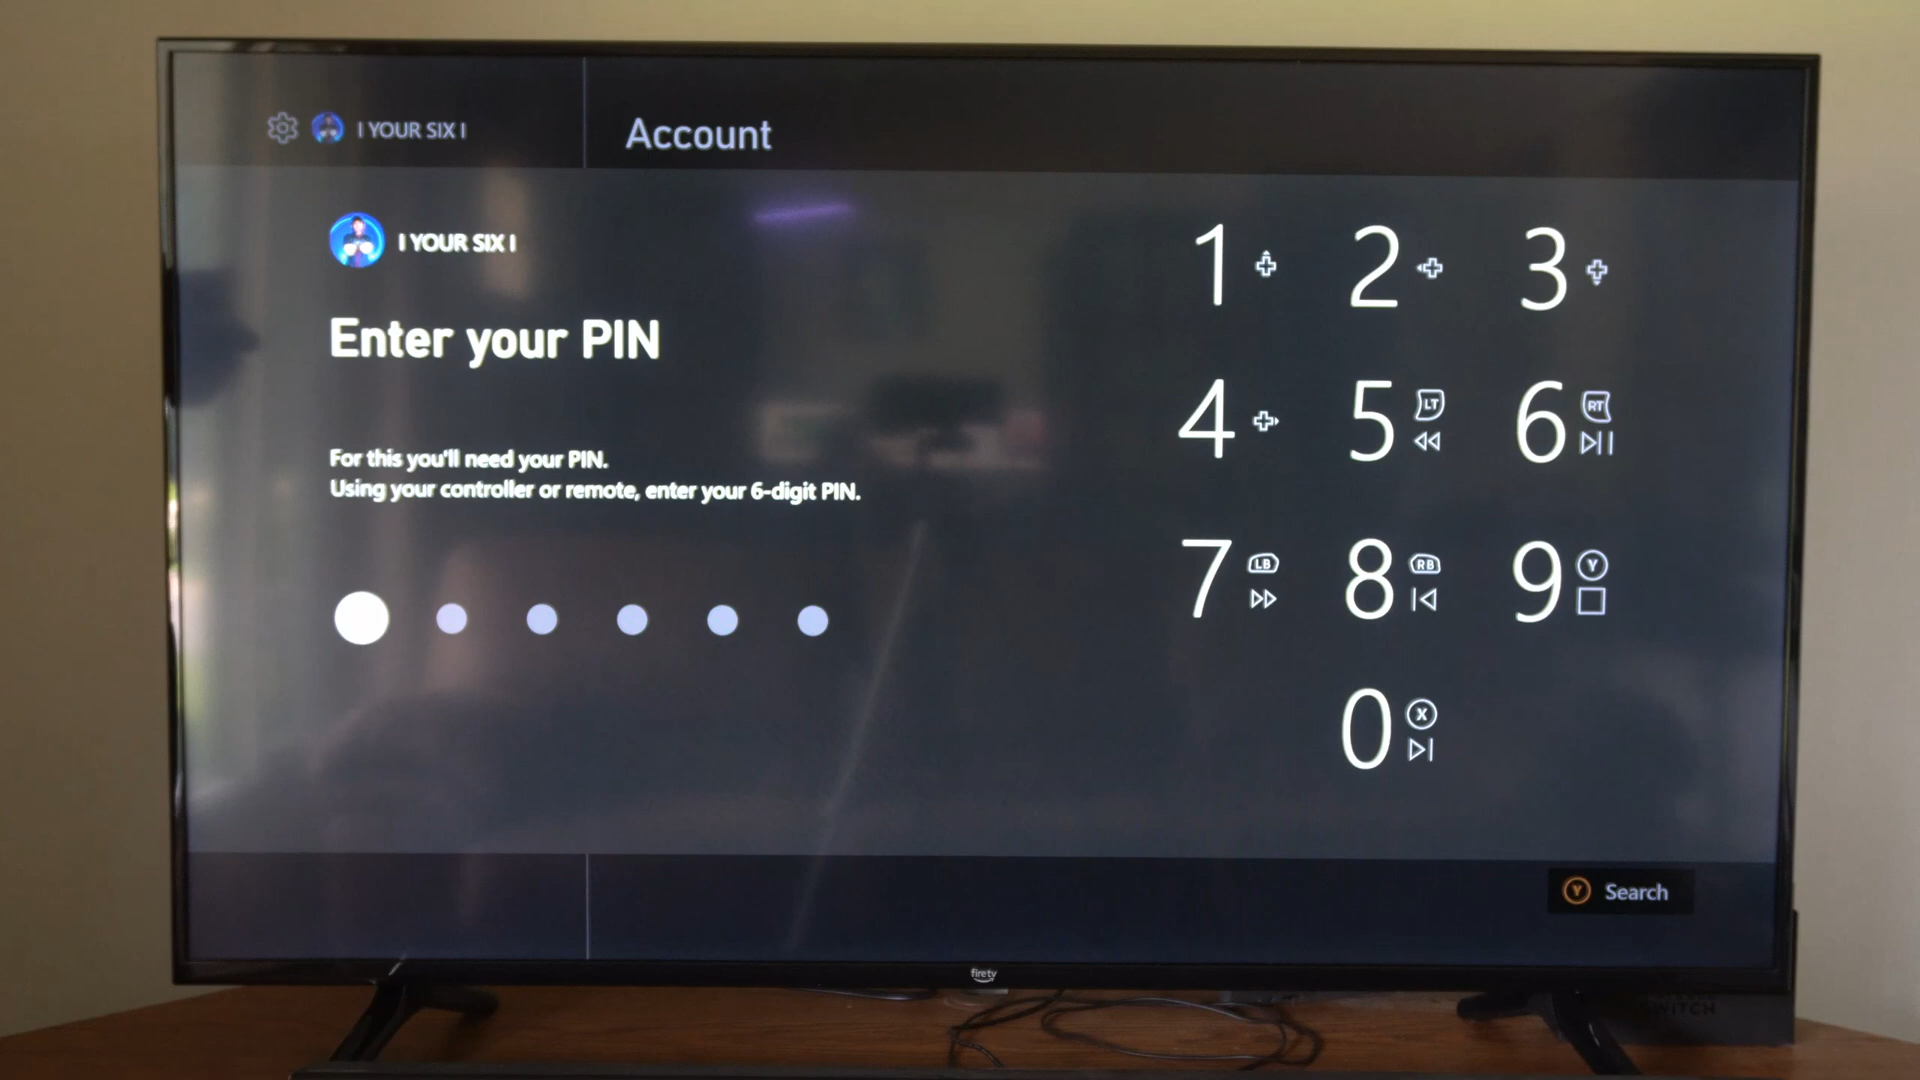 I YOUR SIX I
Account
I YOUR SIX I
Enter your PIN
For this you'll need your PIN.
Using your controller or remote, enter your 6-digit PIN.
1 2 3
4 5 LT 6 RT
7 LB 8 RB 9 Y
0 X
Y Search
firetv
SWITCH